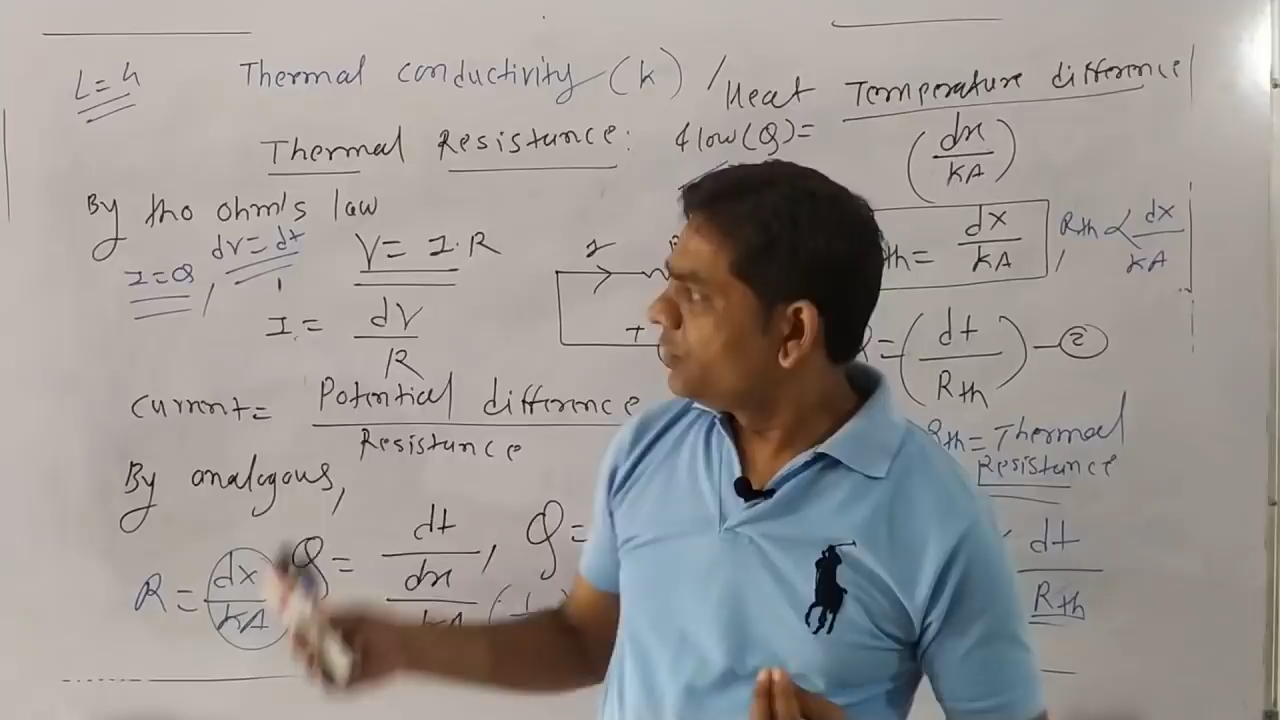 L=4
Thermal conductivity (k) / Heat Temperature difference
Thermal Resistance: flow(Q)= (dx/kA)
By the ohm's law
I=Q, dV=dt
V= I.R
I= dV/R
I
+
th= dx/kA, Rth ∝ dx/kA
=(dt/Rth) — 2
current= Potential difference/Resistance
Rth= Thermal Resistance
By analogous,
Q= dt/dx/kA, Q=
R= dx/kA
dt/Rth